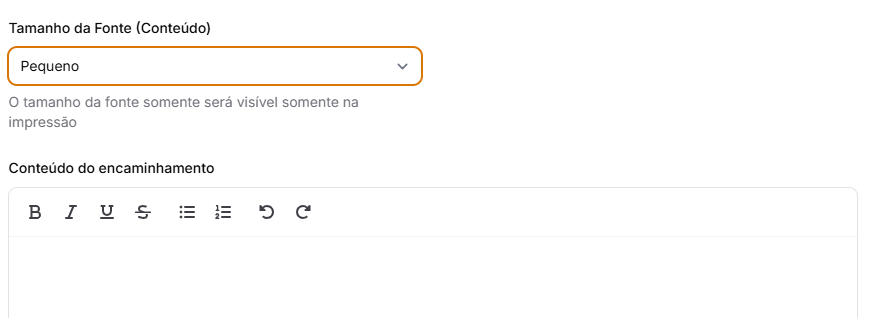 Tamanho da Fonte (Conteúdo)
Pequeno
O tamanho da fonte somente será visível somente na
impressão
Conteúdo do encaminhamento
B I U S